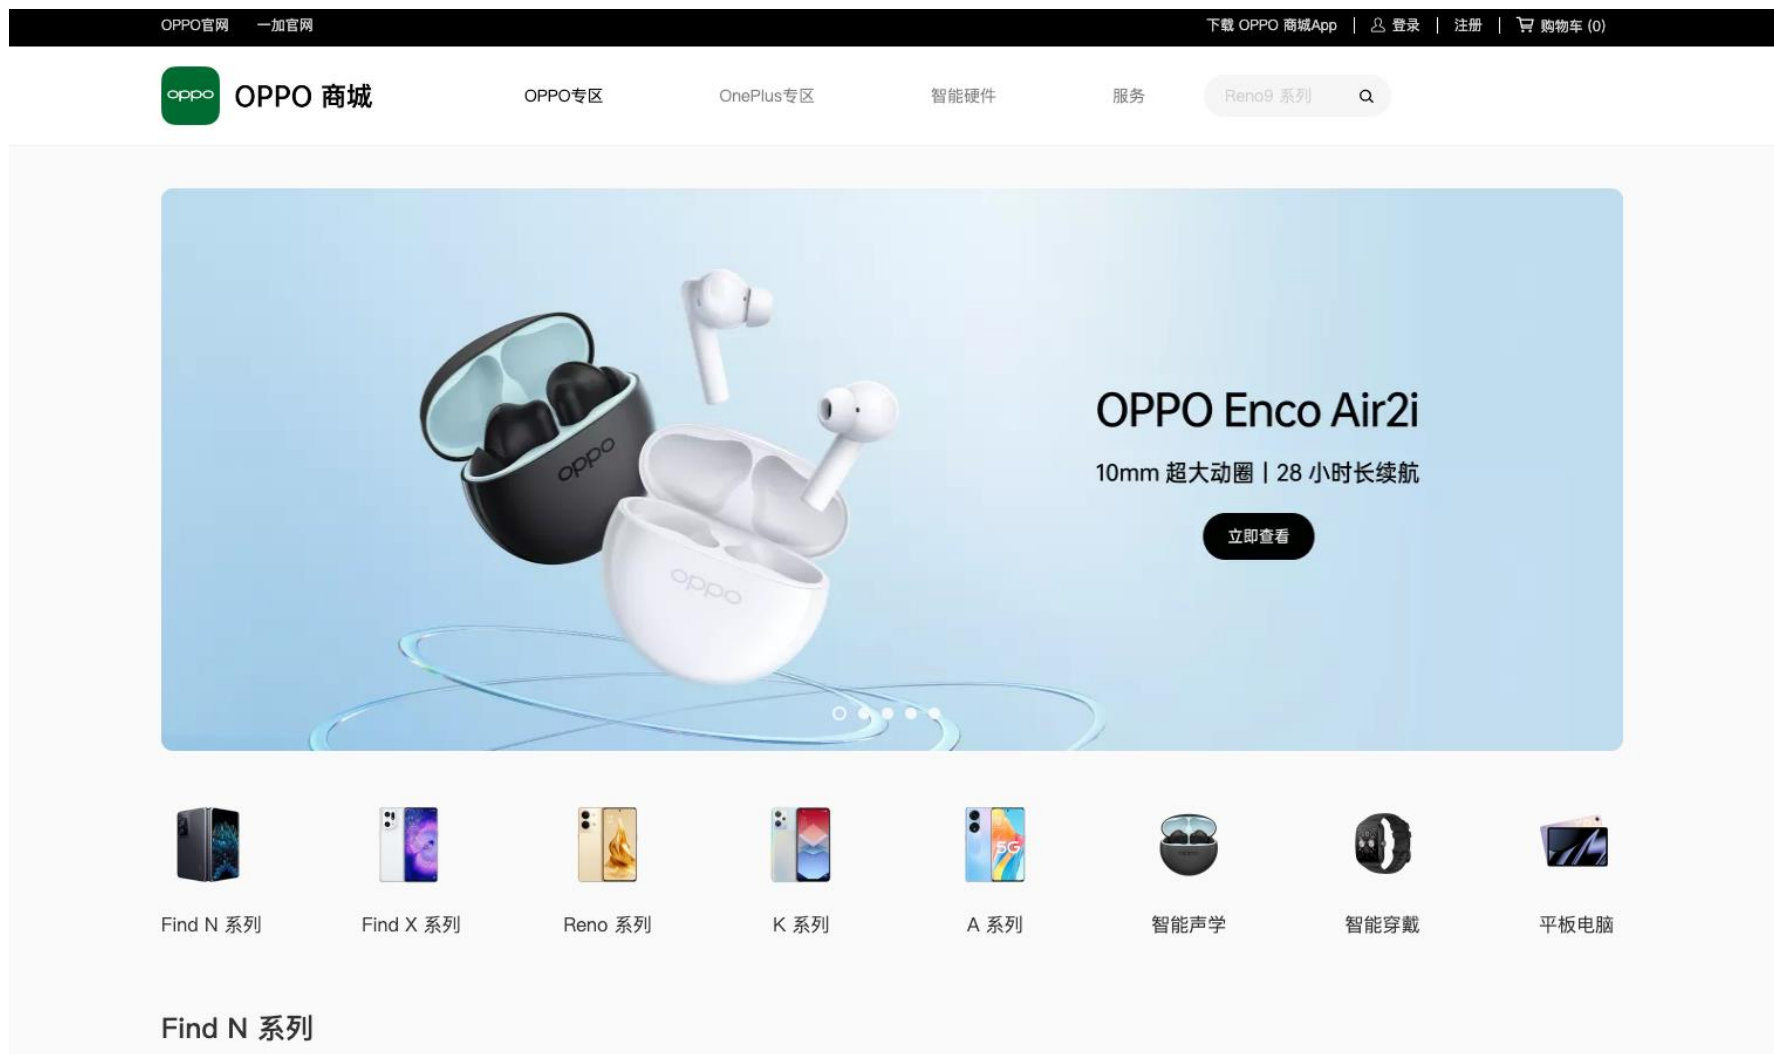 OPPO官网 一加官网 下载 OPPO 商城App | 登录 | 注册 | 购物车 (0)
oppo OPPO 商城 OPPO专区 OnePlus专区 智能硬件 服务 Reno9 系列
OPPO Enco Air2i
10mm 超大动圈 | 28 小时长续航
立即查看
oppo
oppo
5G
Find N 系列 Find X 系列 Reno 系列 K 系列 A 系列 智能声学 智能穿戴 平板电脑
Find N 系列